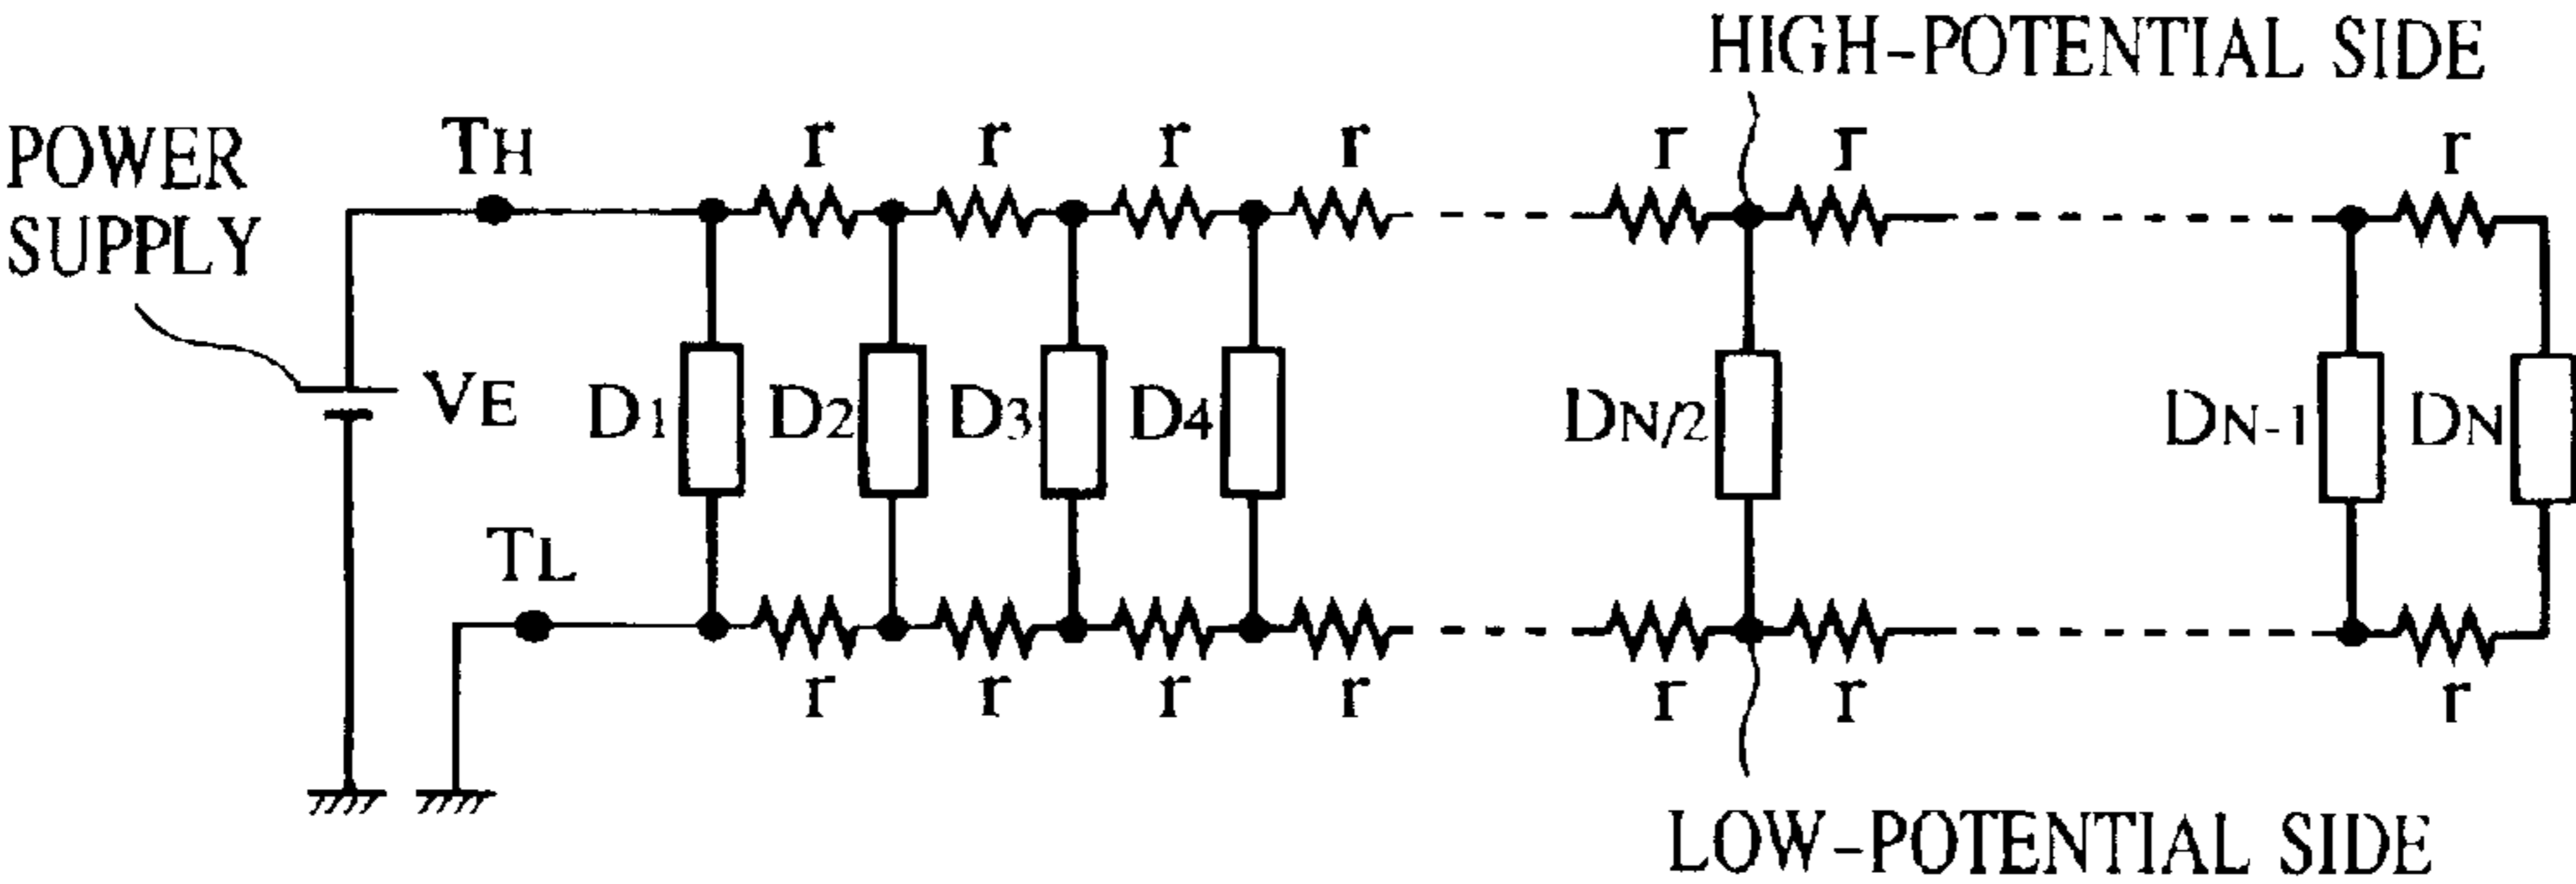 HIGH-POTENTIAL SIDE
POWER
SUPPLY
TH
r r r r r r r
VE
D1 D2 D3 D4 DN/2 DN-1 DN
TL
r r r r r r r
LOW-POTENTIAL SIDE